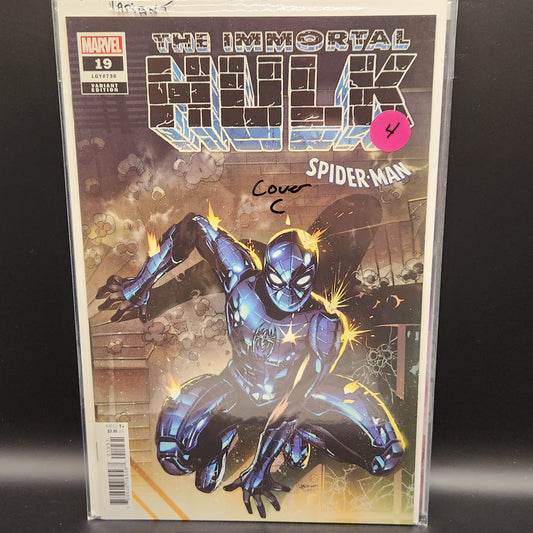 VARIANT
MARVEL
19
LGY#736
VARIANT
EDITION
THE IMMORTAL
HULK
4
SPIDER-MAN
Cover
C